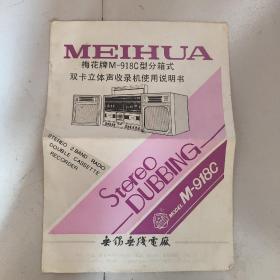 MEIHUA
梅花牌M-918C型分箱式
双卡立体声收录机使用说明书
STEREO 2 BAND RADIO
DOUBLE CASSETTE
RECORDER
Stereo
DUBBING
MODEL M-918C
无锡无线电厂